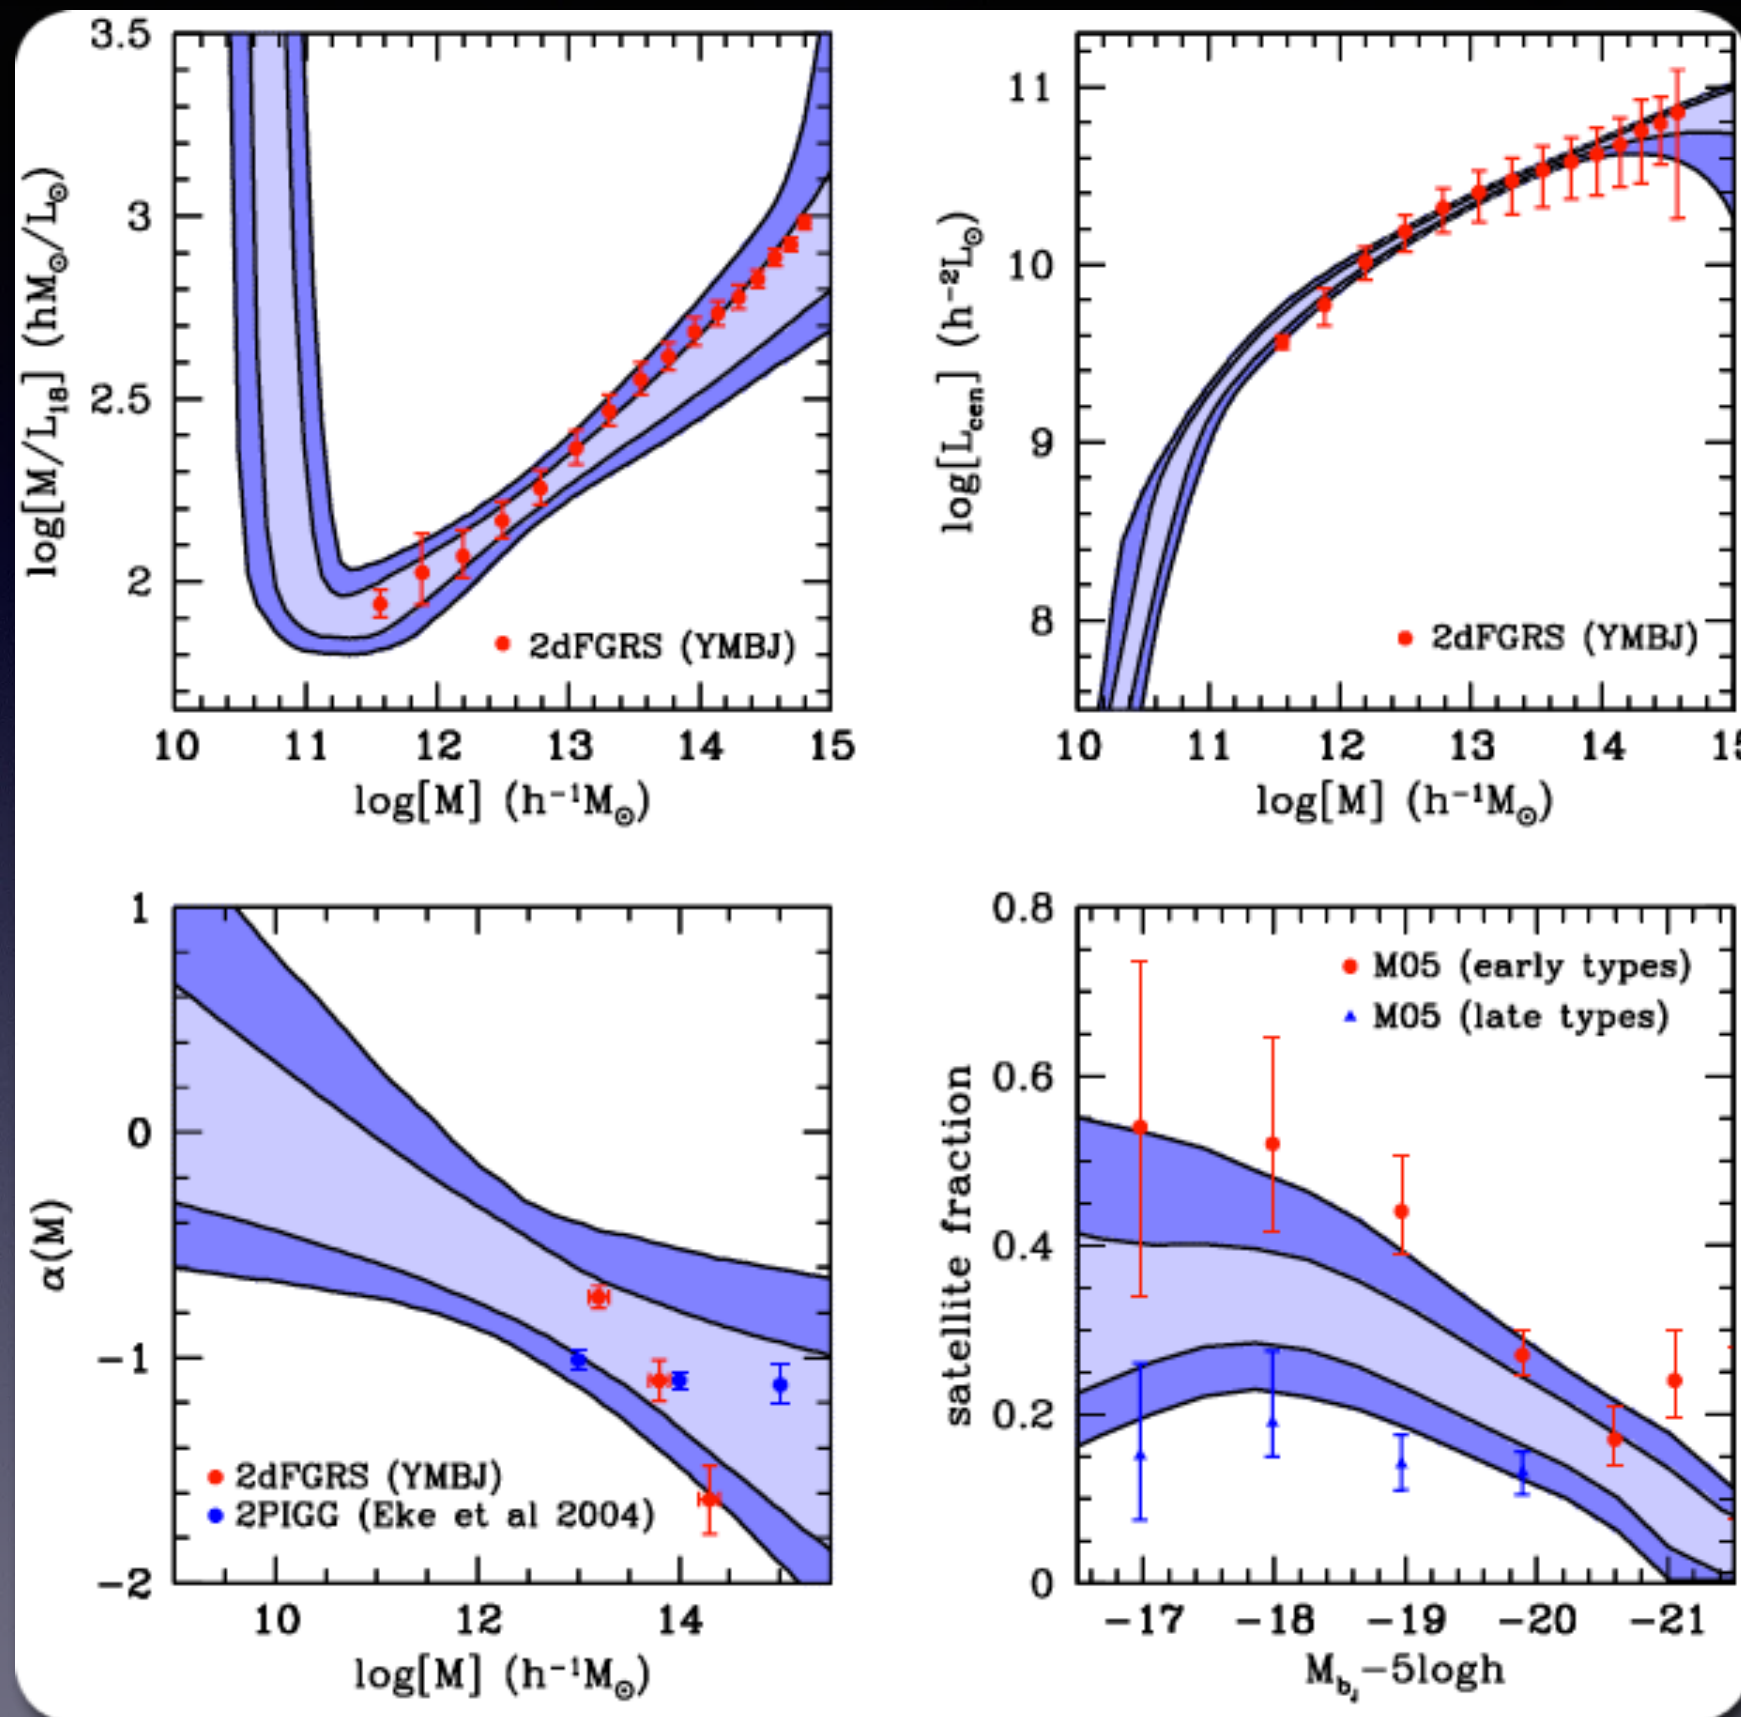 3.5
3
2.5
2
log[M/L₁₈] (hM⊙/L⊙)
2dFGRS (YMBJ)
10 11 12 13 14 15
log[M] (h⁻¹M⊙)
11
10
9
8
log[L_cen] (h⁻²L⊙)
2dFGRS (YMBJ)
10 11 12 13 14 15
log[M] (h⁻¹M⊙)
1
0
−1
−2
α(M)
2dFGRS (YMBJ)
2PIGG (Eke et al 2004)
10 12 14
log[M] (h⁻¹M⊙)
0.8
0.6
0.4
0.2
0
satellite fraction
M05 (early types)
M05 (late types)
−17 −18 −19 −20 −21
M_bJ−5logh